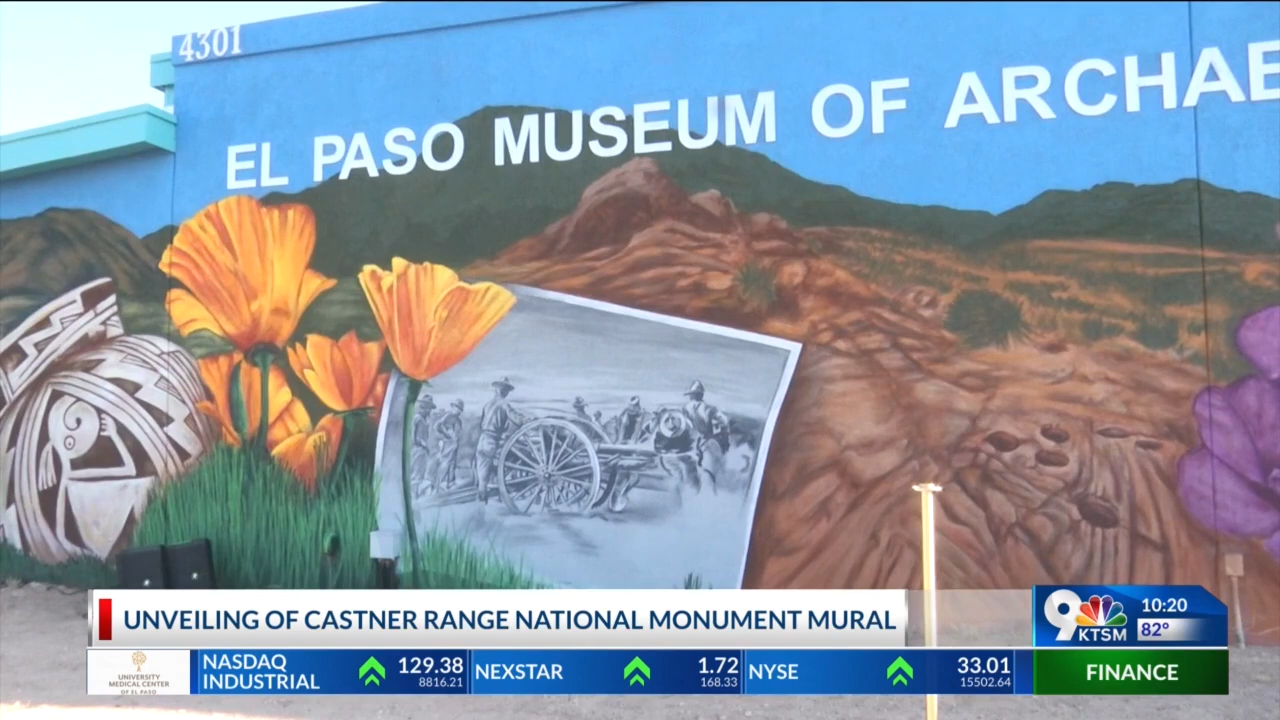 4301
EL PASO MUSEUM OF ARCHAE
UNVEILING OF CASTNER RANGE NATIONAL MONUMENT MURAL
9
KTSM
10:20
82°
UNIVERSITY
MEDICAL CENTER
OF EL PASO
NASDAQ
INDUSTRIAL
129.38
8816.21
NEXSTAR
1.72
168.33
NYSE
33.01
15502.64
FINANCE